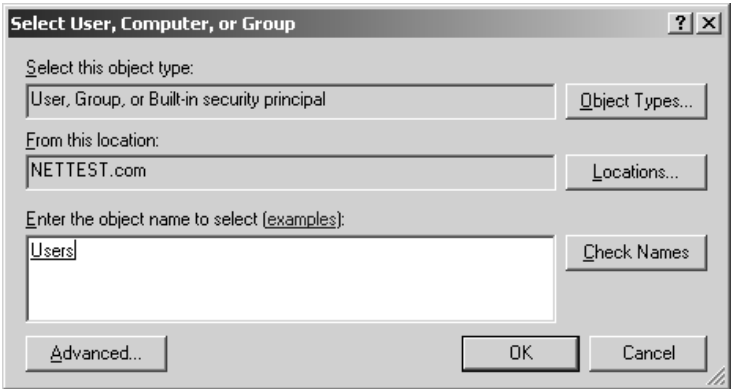 Select User, Computer, or Group
Select this object type:
User, Group, or Built-in security principal
Object Types...
From this location:
NETTEST.com
Locations...
Enter the object name to select (examples):
Users
Check Names
Advanced...
OK
Cancel